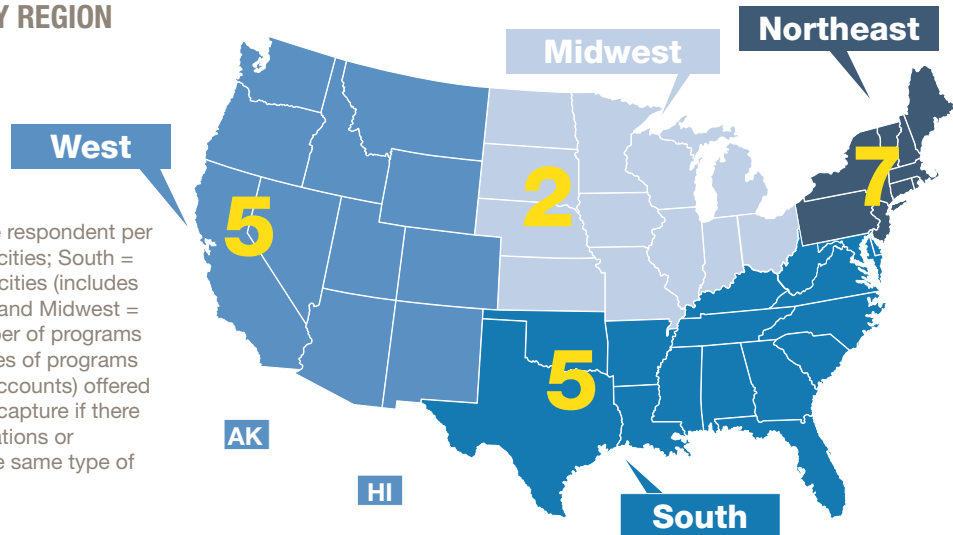 Y REGION
Northeast
Midwest
West
7
2
5
e respondent per
cities; South =
cities (includes
and Midwest =
er of programs
es of programs
ccounts) offered
capture if there
ations or
e same type of
5
AK
HI
South